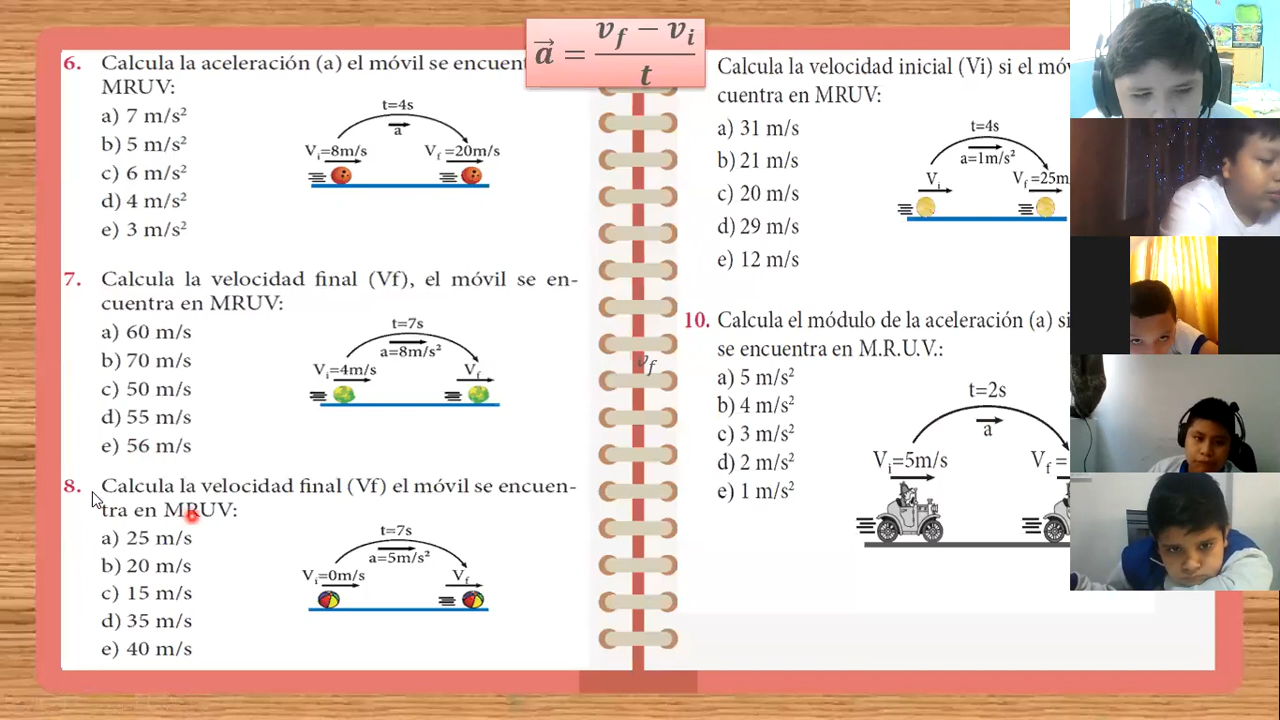 a = vf − vi
t
6. Calcula la aceleración (a) el móvil se encuen
MRUV:
a) 7 m/s²
b) 5 m/s²
c) 6 m/s²
d) 4 m/s²
e) 3 m/s²
t=4s
a
Vi=8m/s
Vf=20m/s
7. Calcula la velocidad final (Vf), el móvil se en-
cuentra en MRUV:
a) 60 m/s
b) 70 m/s
c) 50 m/s
d) 55 m/s
e) 56 m/s
t=7s
a=8m/s²
Vi=4m/s
Vf
8. Calcula la velocidad final (Vf) el móvil se encuen-
tra en MRUV:
a) 25 m/s
b) 20 m/s
c) 15 m/s
d) 35 m/s
e) 40 m/s
t=7s
a=5m/s²
Vi=0m/s
Vf
vf
Calcula la velocidad inicial (Vi) si el mó
cuentra en MRUV:
a) 31 m/s
b) 21 m/s
c) 20 m/s
d) 29 m/s
e) 12 m/s
t=4s
a=1m/s²
Vi
Vf=25m
10. Calcula el módulo de la aceleración (a) si
se encuentra en M.R.U.V.:
a) 5 m/s²
b) 4 m/s²
c) 3 m/s²
d) 2 m/s²
e) 1 m/s²
t=2s
a
Vi=5m/s
Vf=